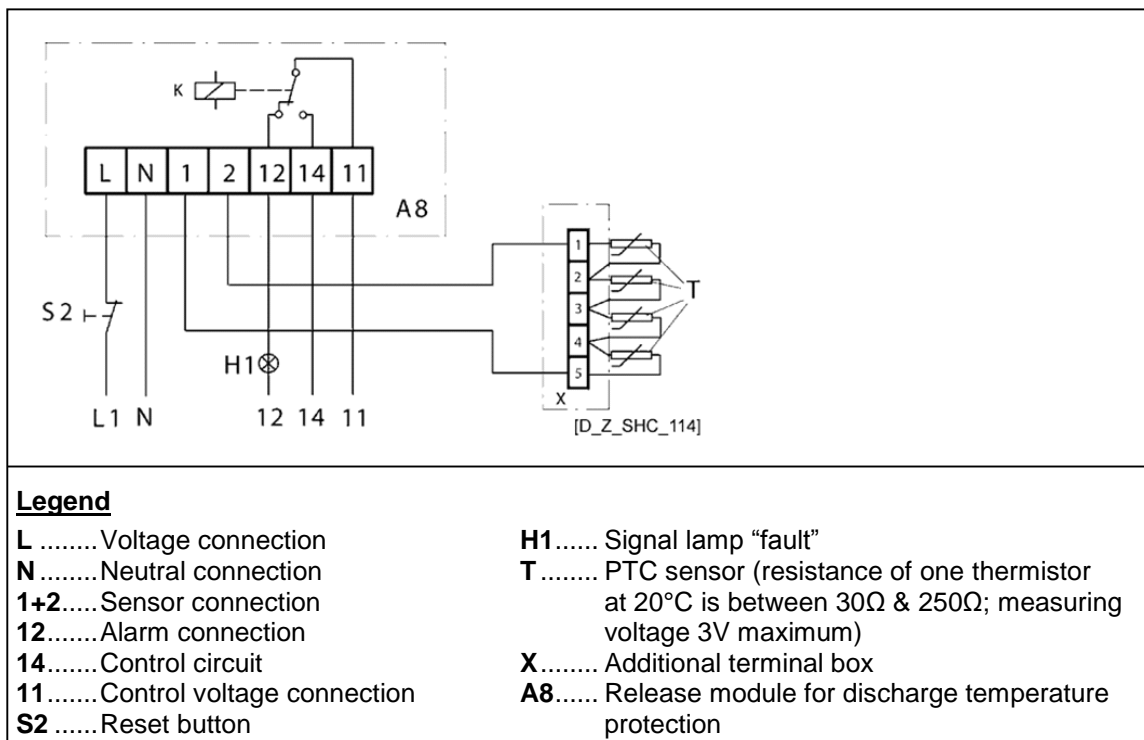 K
L N 1 2 12 14 11
A8
1
2
3
4
5
T
S2
H1
X
L1 N 12 14 11
[D_Z_SHC_114]
Legend
L ........Voltage connection
N ........Neutral connection
1+2.....Sensor connection
12.......Alarm connection
14.......Control circuit
11.......Control voltage connection
S2 ......Reset button
H1...... Signal lamp “fault”
T ........ PTC sensor (resistance of one thermistor
at 20°C is between 30Ω & 250Ω; measuring
voltage 3V maximum)
X........ Additional terminal box
A8...... Release module for discharge temperature
protection